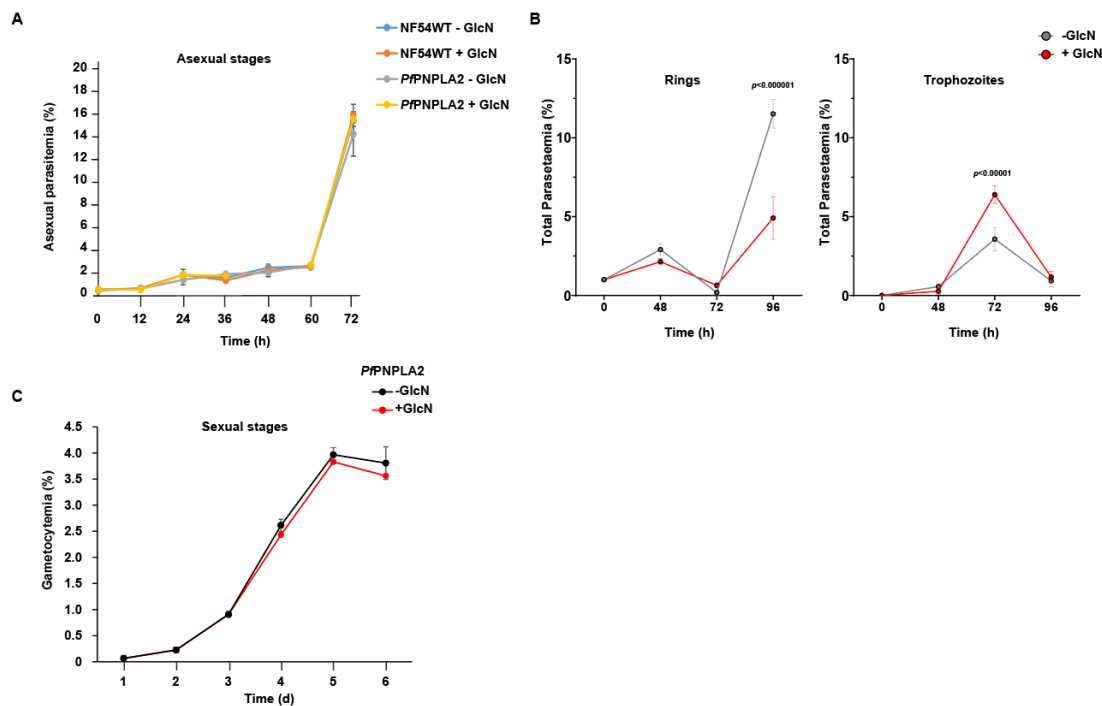 A
NF54WT - GlcN
NF54WT + GlcN
PfPNPLA2 - GlcN
PfPNPLA2 + GlcN
Asexual stages
Asexual parasitemia (%)
20
18
16
14
12
10
8
6
4
2
0
0 12 24 36 48 60 72
Time (h)
B
-GlcN
+ GlcN
Rings
p<0.000001
Total Parasetaemia (%)
15
10
5
0
0 48 72 96
Time (h)
Trophozoites
p<0.00001
Total Parasetaemia (%)
15
10
5
0
0 48 72 96
Time (h)
C
PfPNPLA2
-GlcN
+GlcN
Sexual stages
Gametocytemia (%)
4.5
4.0
3.5
3.0
2.5
2.0
1.5
1.0
0.5
0
1 2 3 4 5 6
Time (d)